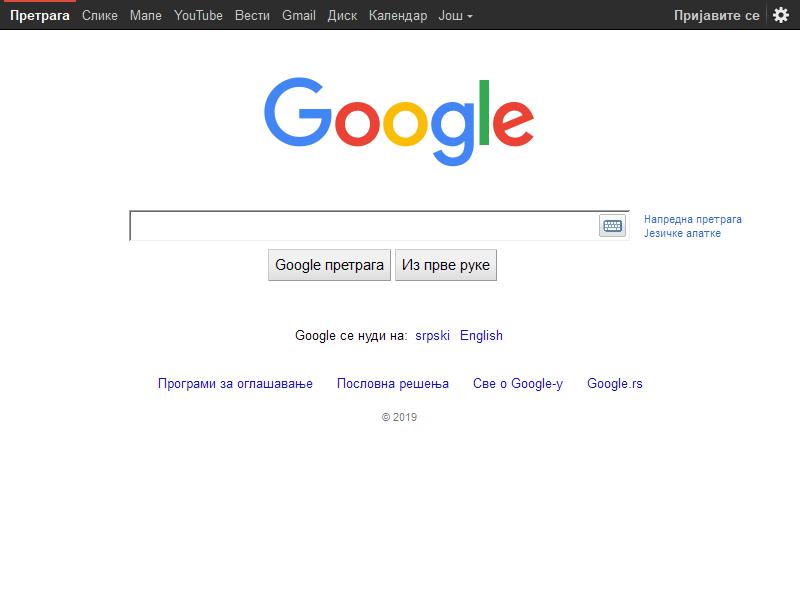 Претрага Слике Мапе YouTube Вести Gmail Диск Календар Још Пријавите се
Google
Напредна претрага
Језичке алатке
Google претрага Из прве руке
Google се нуди на: srpski English
Програми за оглашавање Пословна решења Све о Google-у Google.rs
© 2019